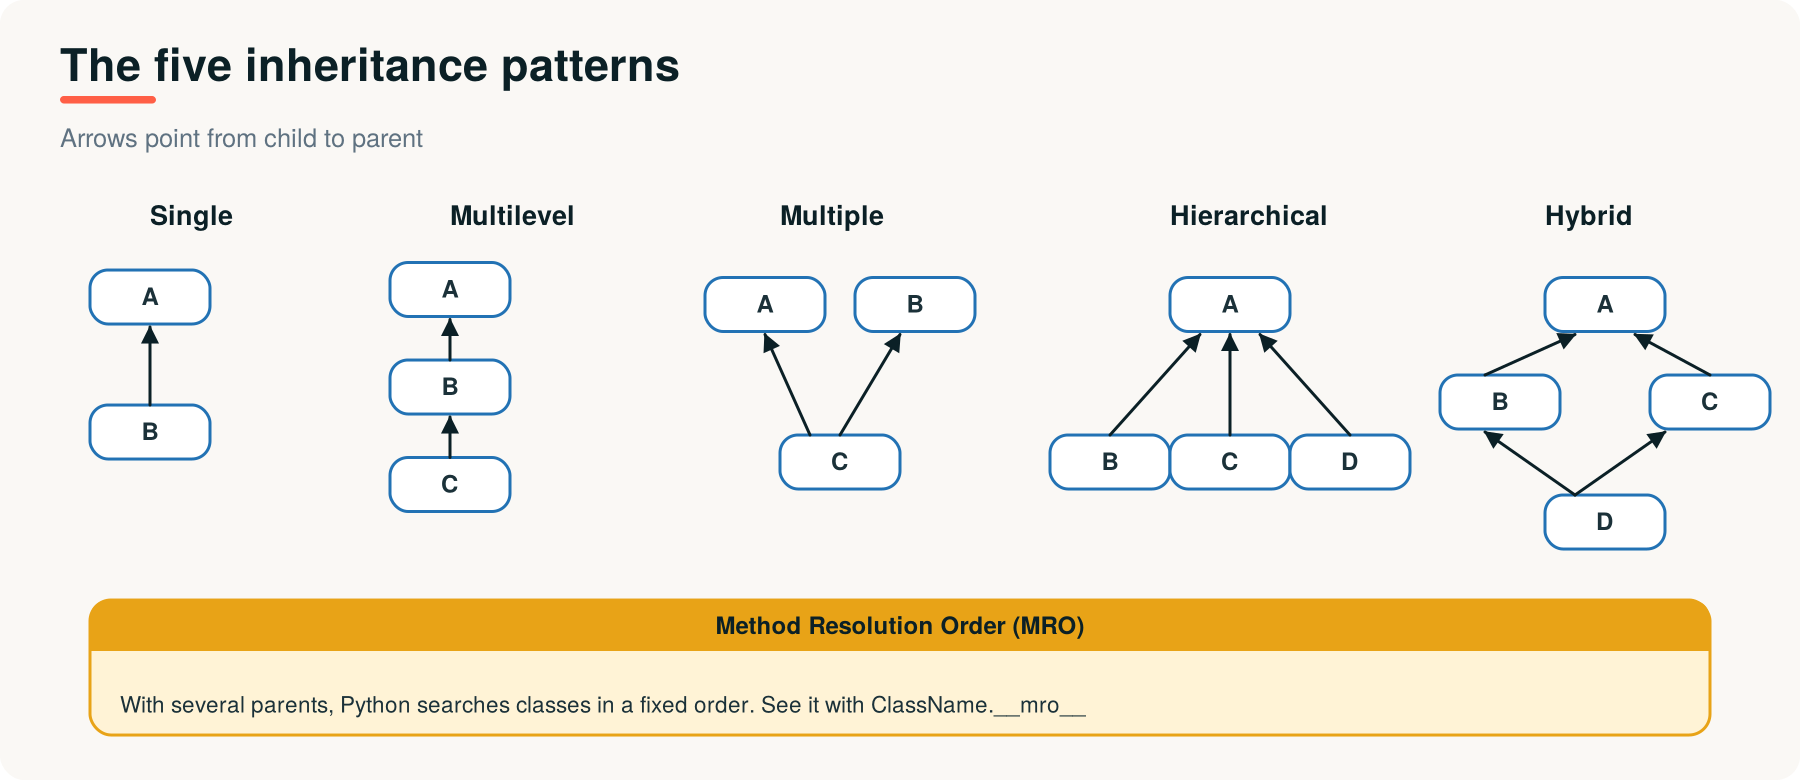 The five inheritance patterns
Arrows point from child to parent
Single
A
B
Multilevel
A
B
C
Multiple
A B
C
Hierarchical
A
B C D
Hybrid
A
B C
D
Method Resolution Order (MRO)
With several parents, Python searches classes in a fixed order. See it with ClassName.__mro__